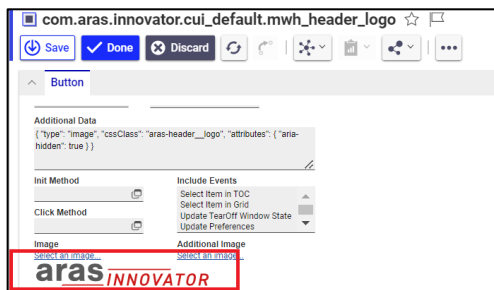 com.aras.innovator.cui_default.mwh_header_logo
Save Done Discard
Button
Additional Data
{ "type": "image", "cssClass": "aras-header__logo", "attributes": { "aria-
hidden": true } }
Init Method Include Events
Select Item in TOC
Select Item in Grid
Click Method
Update TearOff Window State
Update Preferences
Image Additional Image
Select an image... Select an image...
aras INNOVATOR